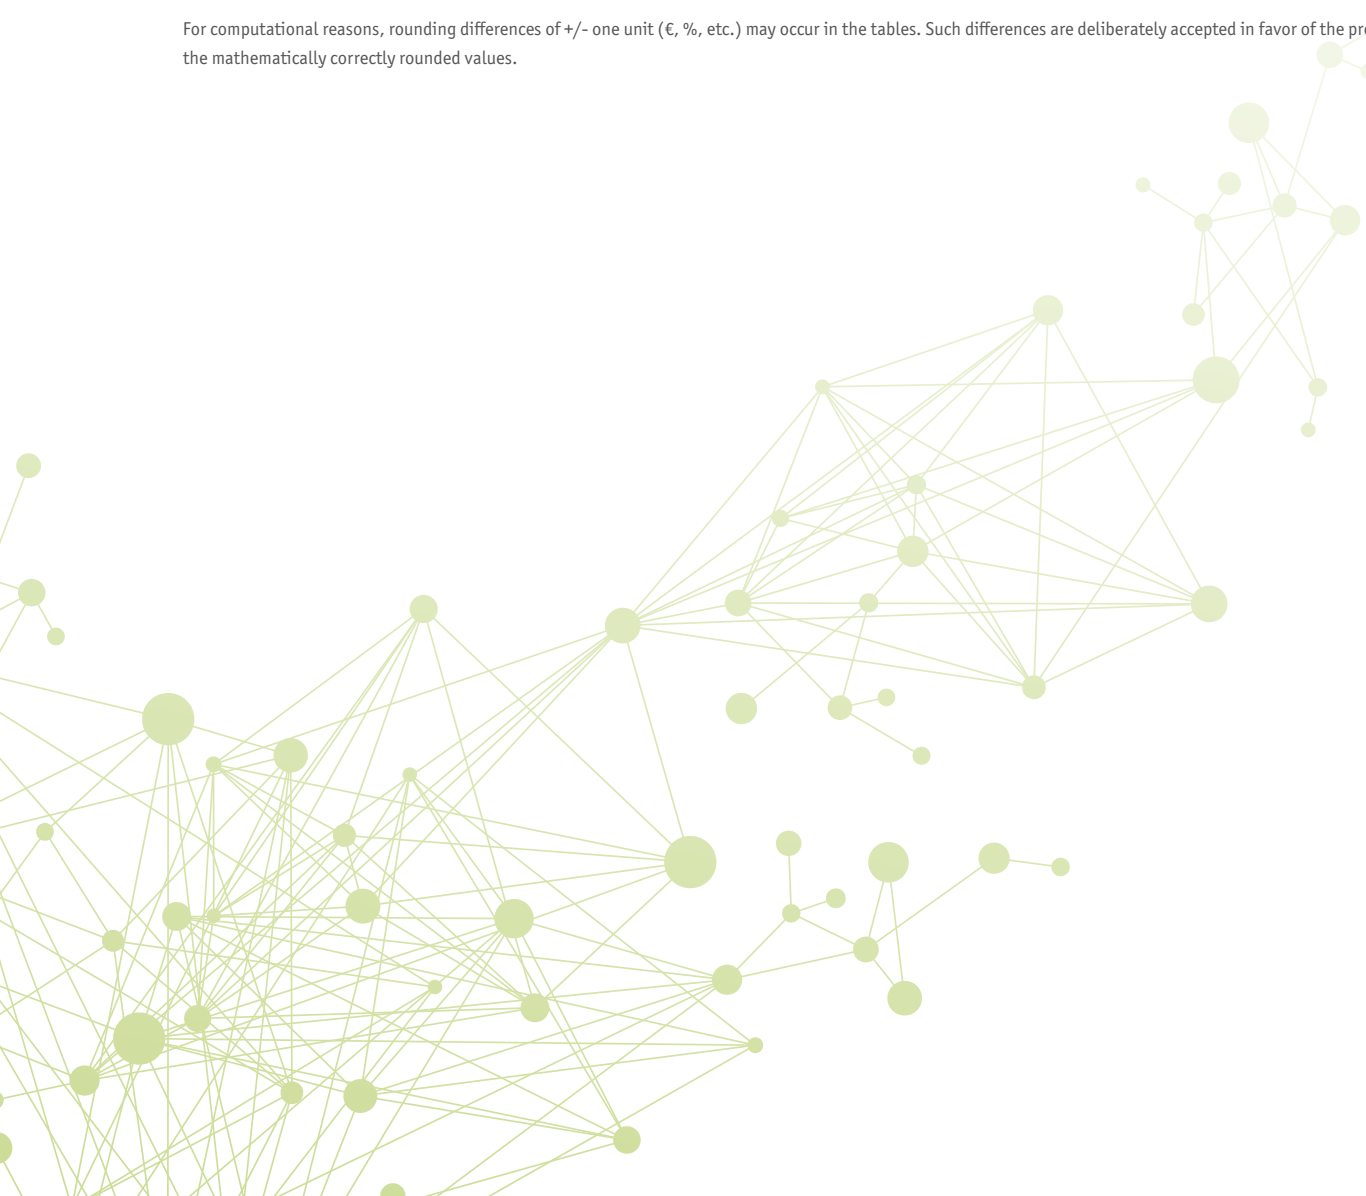 For computational reasons, rounding differences of +/- one unit (€, %, etc.) may occur in the tables. Such differences are deliberately accepted in favor of the
the mathematically correctly rounded values.